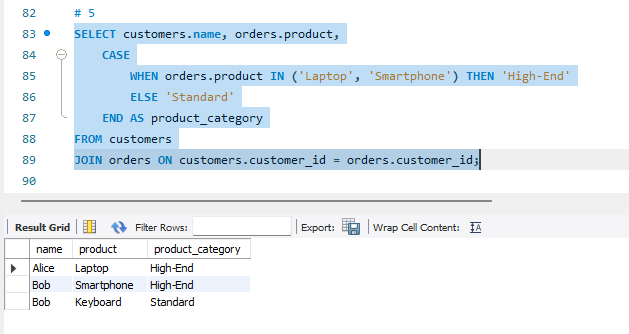 82 # 5
83 SELECT customers.name, orders.product,
84 CASE
85 WHEN orders.product IN ('Laptop', 'Smartphone') THEN 'High-End'
86 ELSE 'Standard'
87 END AS product_category
88 FROM customers
89 JOIN orders ON customers.customer_id = orders.customer_id;
90
Result Grid Filter Rows: Export: Wrap Cell Content:
name product product_category
Alice Laptop High-End
Bob Smartphone High-End
Bob Keyboard Standard